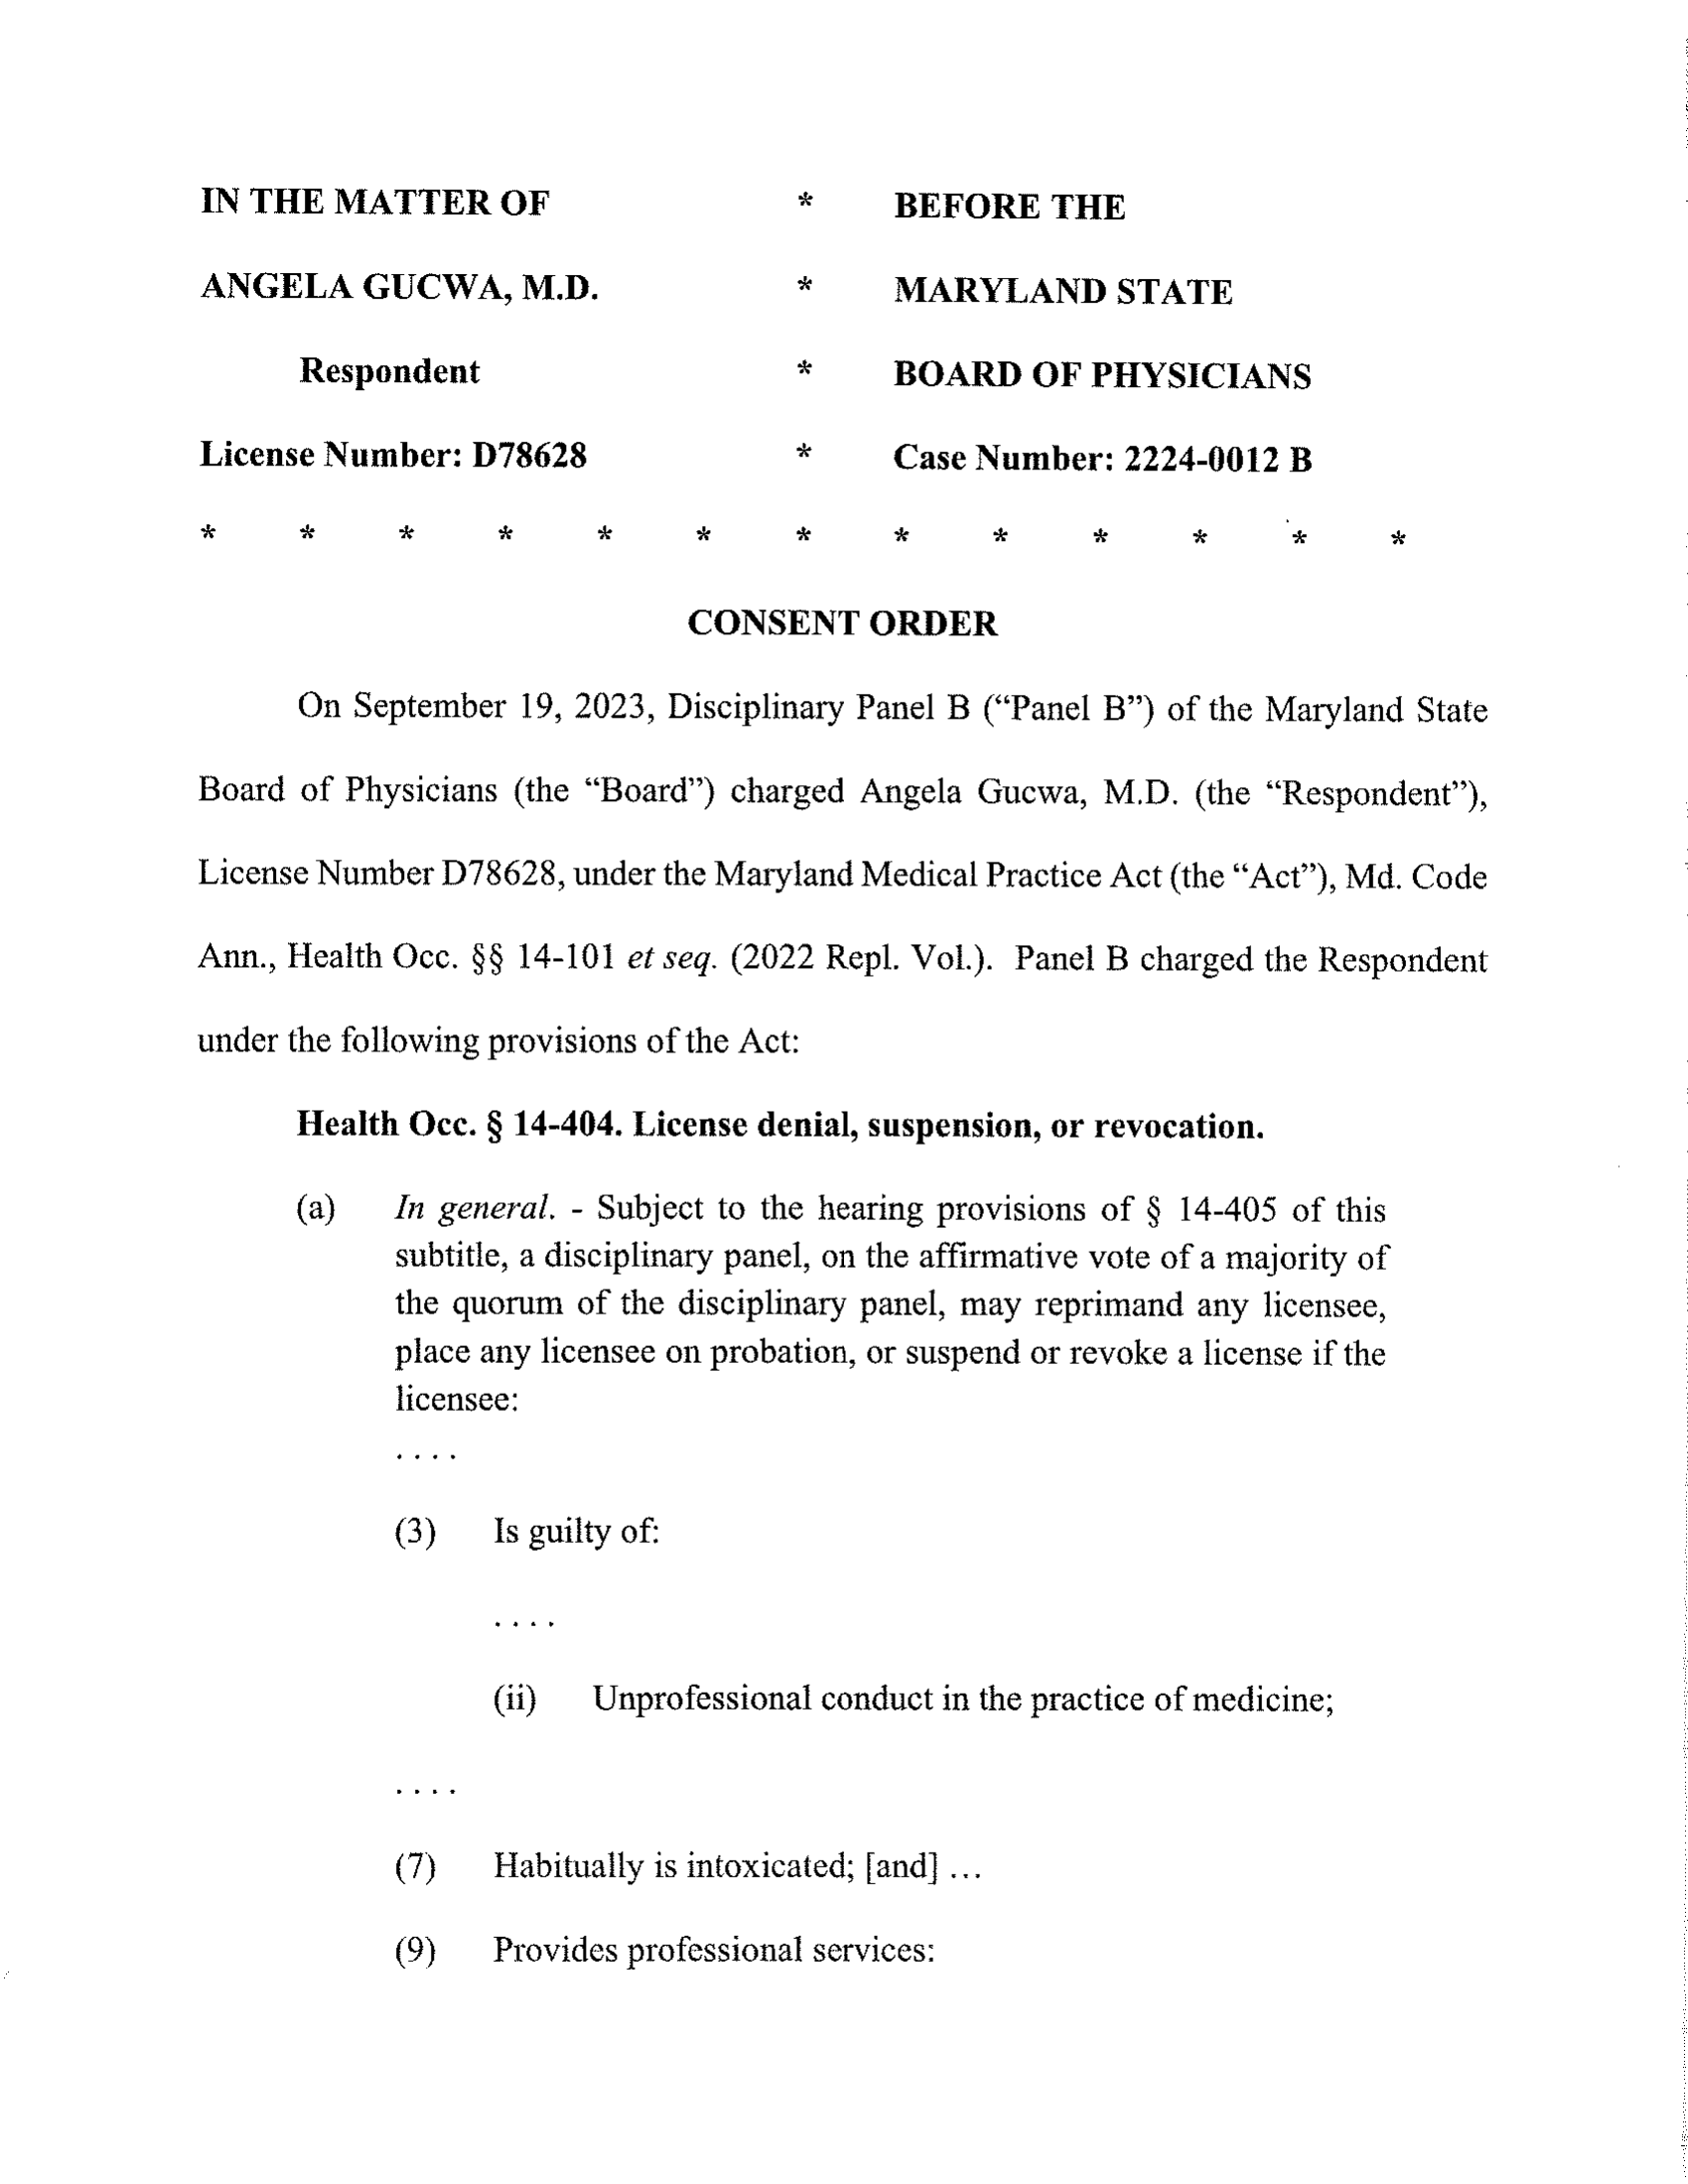 IN THE MATTER OF * BEFORE THE
ANGELA GUCWA, M.D. * MARYLAND STATE
Respondent * BOARD OF PHYSICIANS
License Number: D78628 * Case Number: 2224-0012 B
* * * * * * * * * * * * *
CONSENT ORDER
On September 19, 2023, Disciplinary Panel B (“Panel B”) of the Maryland State
Board of Physicians (the “Board”) charged Angela Gucwa, M.D. (the “Respondent”),
License Number D78628, under the Maryland Medical Practice Act (the “Act”), Md. Code
Ann., Health Occ. §§ 14-101 et seq. (2022 Repl. Vol.). Panel B charged the Respondent
under the following provisions of the Act:
Health Occ. § 14-404. License denial, suspension, or revocation.
(a) In general. - Subject to the hearing provisions of § 14-405 of this
subtitle, a disciplinary panel, on the affirmative vote of a majority of
the quorum of the disciplinary panel, may reprimand any licensee,
place any licensee on probation, or suspend or revoke a license if the
licensee:
. . . .
(3) Is guilty of:
. . . .
(ii) Unprofessional conduct in the practice of medicine;
. . . .
(7) Habitually is intoxicated; [and] …
(9) Provides professional services: